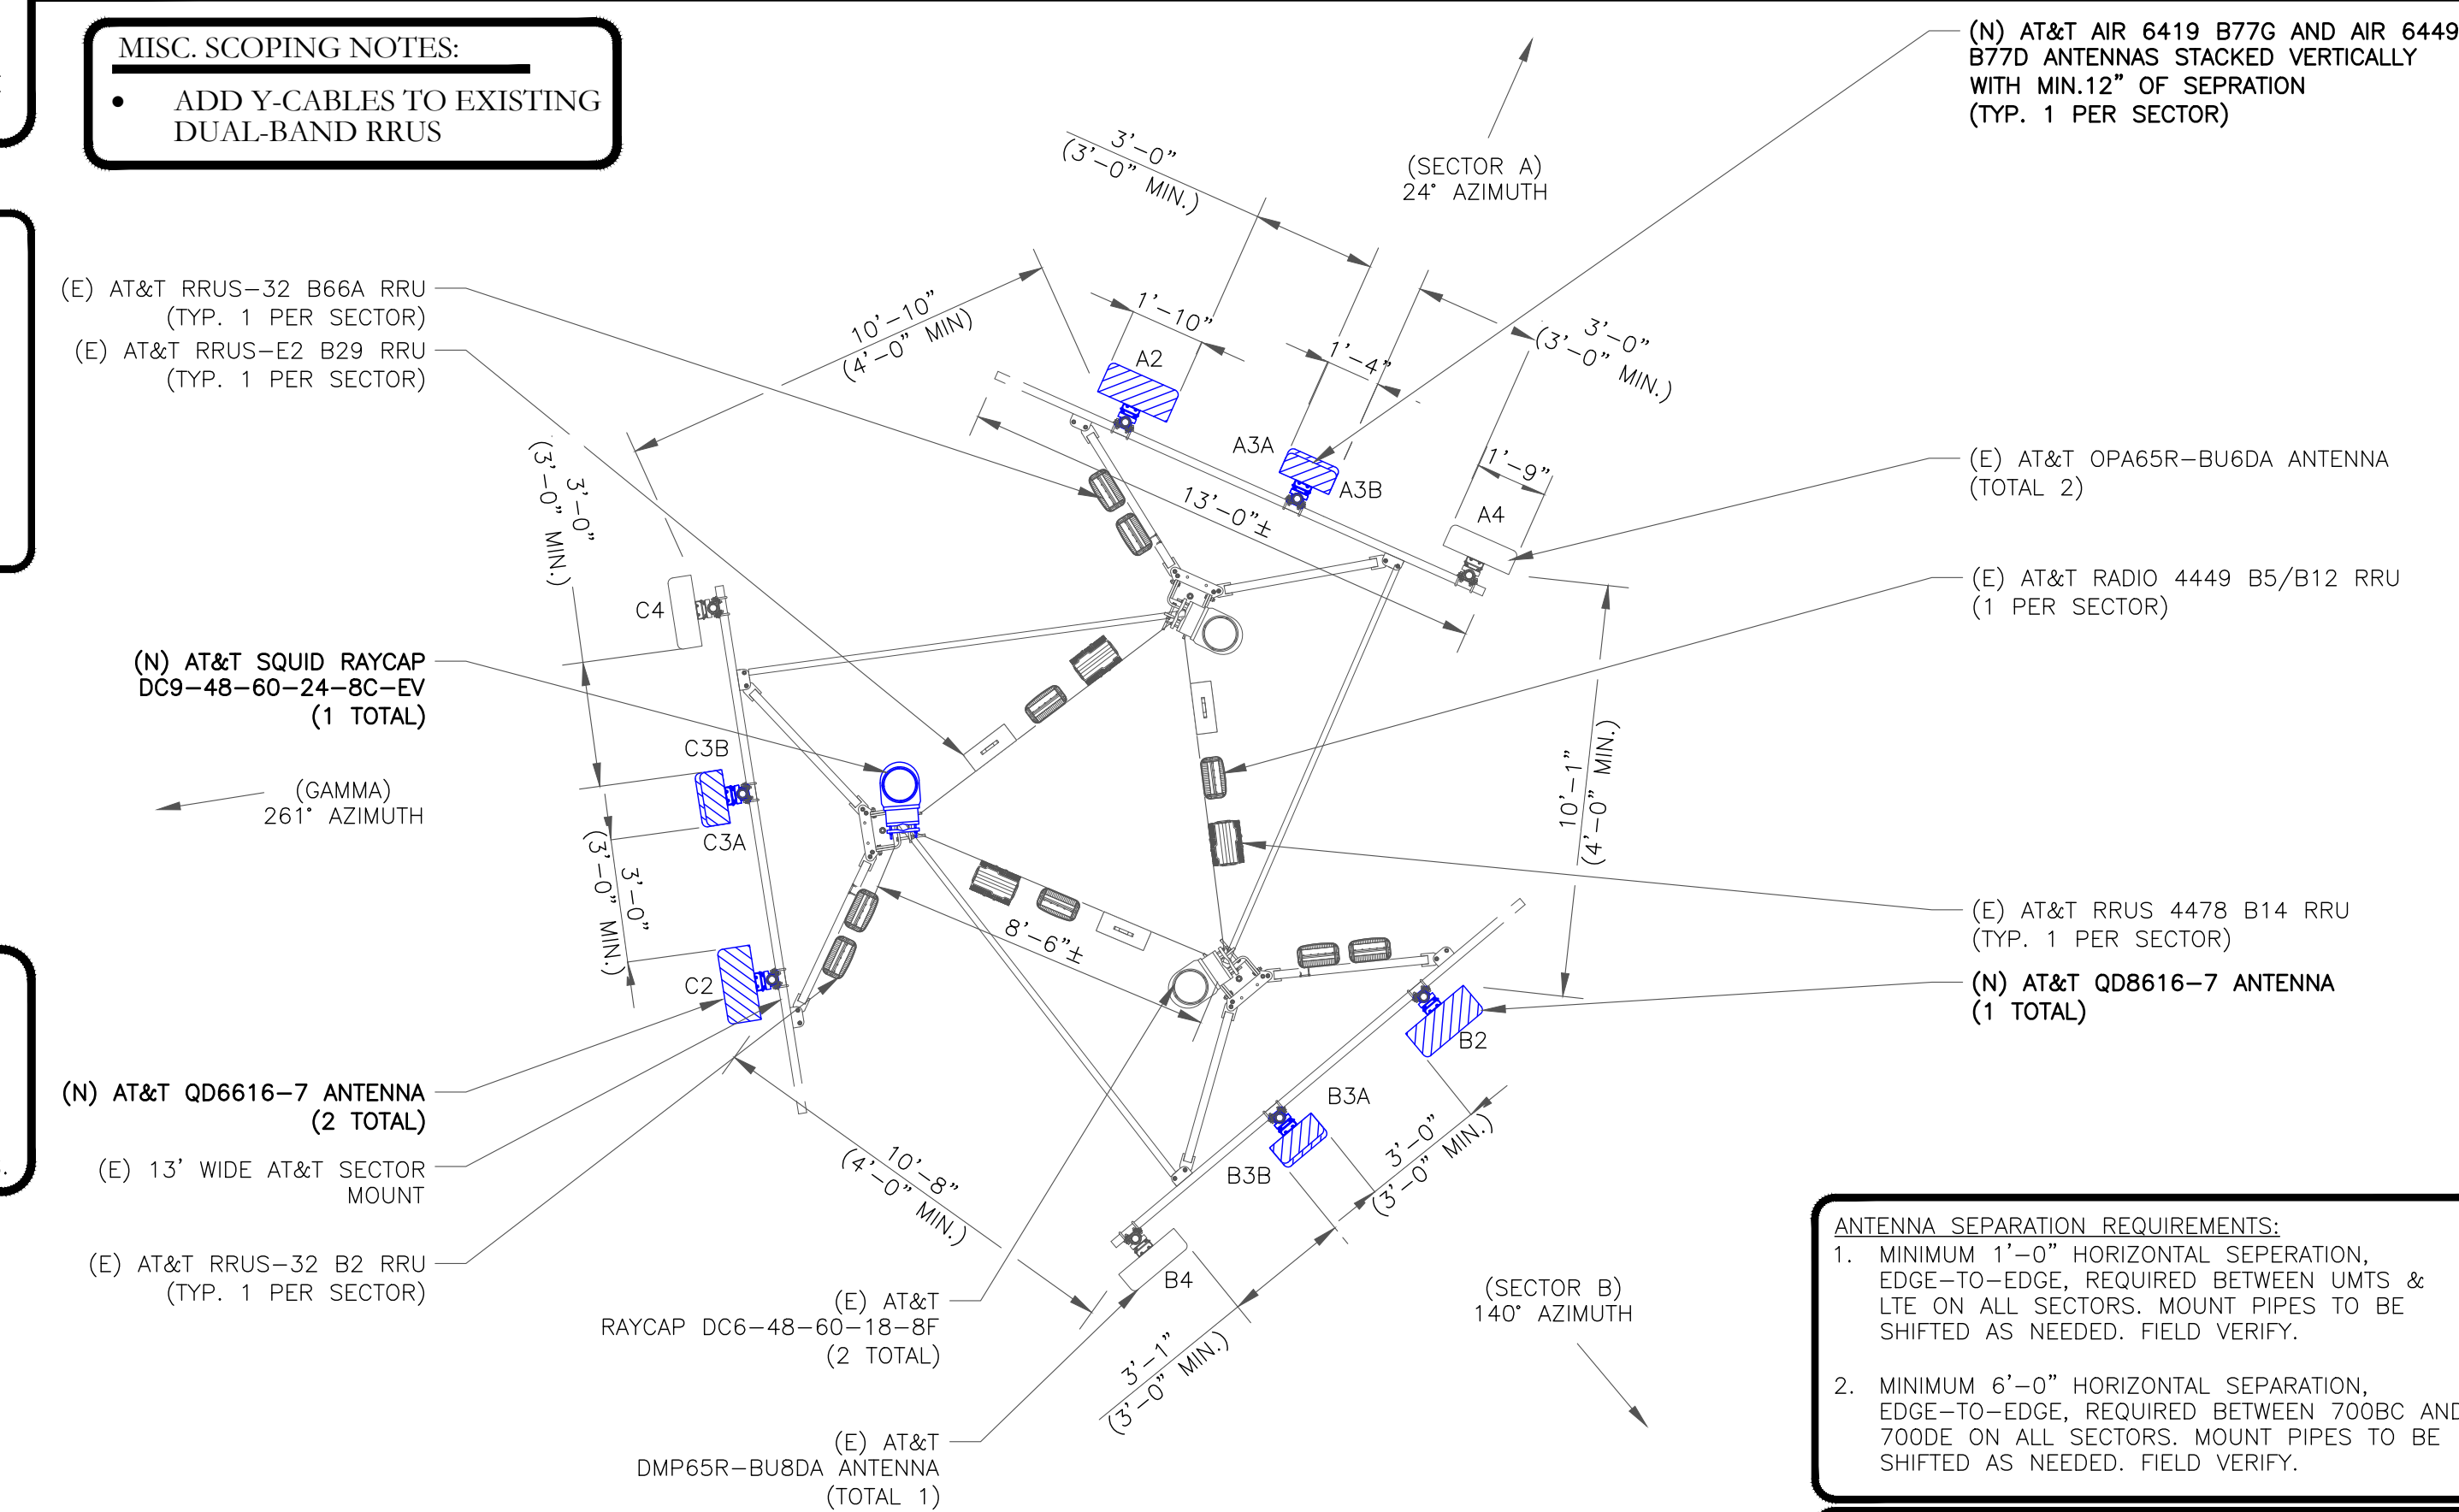 MISC. SCOPING NOTES:
• ADD Y-CABLES TO EXISTING
DUAL-BAND RRUS
(N) AT&T AIR 6419 B77G AND AIR 6449
B77D ANTENNAS STACKED VERTICALLY
WITH MIN.12" OF SEPRATION
(TYP. 1 PER SECTOR)
(SECTOR A)
24° AZIMUTH
3'-0"
(3'-0" MIN.)
(E) AT&T RRUS-32 B66A RRU
(TYP. 1 PER SECTOR)
(E) AT&T RRUS-E2 B29 RRU
(TYP. 1 PER SECTOR)
10'-10"
(4'-0" MIN)
1'-10"
A2
1'-4"
3'-0"
(3'-0" MIN.)
A3A
A3B
13'-0"±
1'-9"
A4
(E) AT&T OPA65R-BU6DA ANTENNA
(TOTAL 2)
3'-0"
(3'-0" MIN.)
C4
(E) AT&T RADIO 4449 B5/B12 RRU
(1 PER SECTOR)
(N) AT&T SQUID RAYCAP
DC9-48-60-24-8C-EV
(1 TOTAL)
C3B
C3A
(GAMMA)
261° AZIMUTH
10'-1"
(4'-0" MIN.)
3'-0"
(3'-0" MIN.)
8'-6"±
(E) AT&T RRUS 4478 B14 RRU
(TYP. 1 PER SECTOR)
C2
(N) AT&T QD8616-7 ANTENNA
(1 TOTAL)
B2
(N) AT&T QD6616-7 ANTENNA
(2 TOTAL)
B3A
B3B
3'-0"
(3'-0" MIN.)
(E) 13' WIDE AT&T SECTOR
MOUNT
10'-8"
(4'-0" MIN.)
(E) AT&T RRUS-32 B2 RRU
(TYP. 1 PER SECTOR)
B4
(SECTOR B)
140° AZIMUTH
(E) AT&T
RAYCAP DC6-48-60-18-8F
(2 TOTAL)
3'-1"
(3'-0" MIN.)
(E) AT&T
DMP65R-BU8DA ANTENNA
(TOTAL 1)
ANTENNA SEPARATION REQUIREMENTS:
1. MINIMUM 1'-0" HORIZONTAL SEPERATION,
EDGE-TO-EDGE, REQUIRED BETWEEN UMTS &
LTE ON ALL SECTORS. MOUNT PIPES TO BE
SHIFTED AS NEEDED. FIELD VERIFY.
2. MINIMUM 6'-0" HORIZONTAL SEPARATION,
EDGE-TO-EDGE, REQUIRED BETWEEN 700BC AND
700DE ON ALL SECTORS. MOUNT PIPES TO BE
SHIFTED AS NEEDED. FIELD VERIFY.